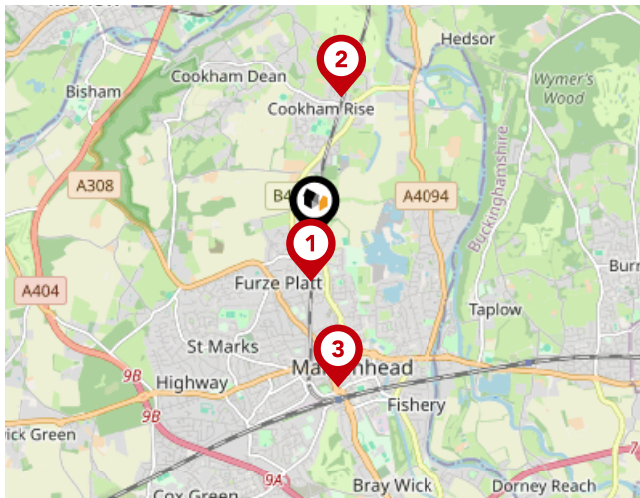 2
Hedsor
Cookham Dean
Wymer's
Wood
Bisham
Cookham Rise
Buckinghamshire
A308
B4
A4094
1
Furze Platt
A404
Burn
Taplow
3
St Marks
Maidenhead
9B
Highway
Fishery
9B
wick Green
9A
Bray Wick
Dorney Reach
Cox Green